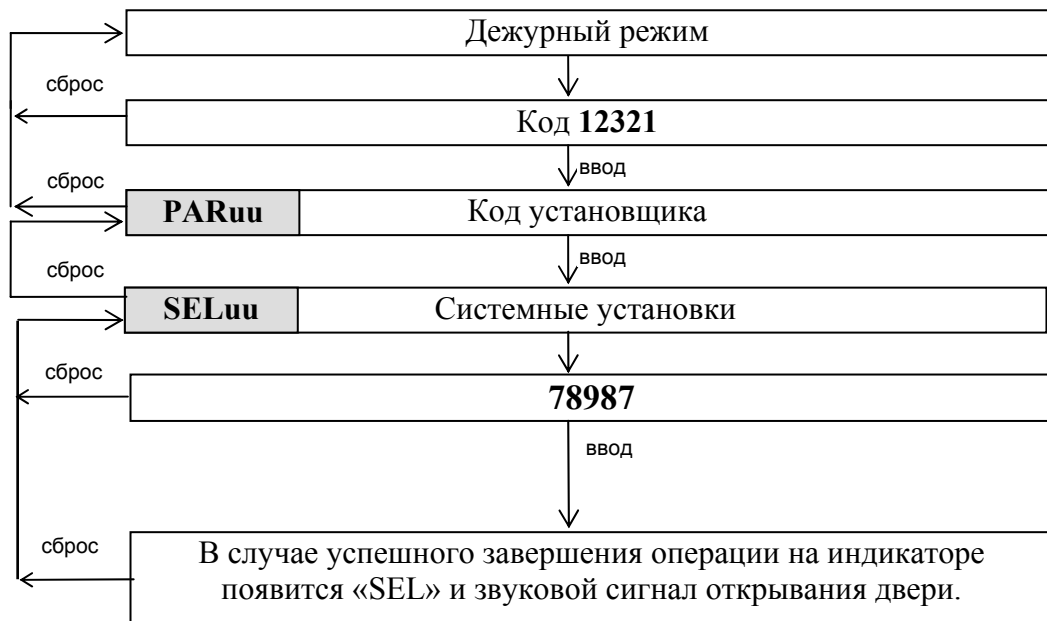 Дежурный режим
сброс
Код 12321
ввод
сброс
PARuu Код установщика
ввод
сброс
SELuu Системные установки
сброс
78987
ввод
сброс
В случае успешного завершения операции на индикаторе
появится «SEL» и звуковой сигнал открывания двери.